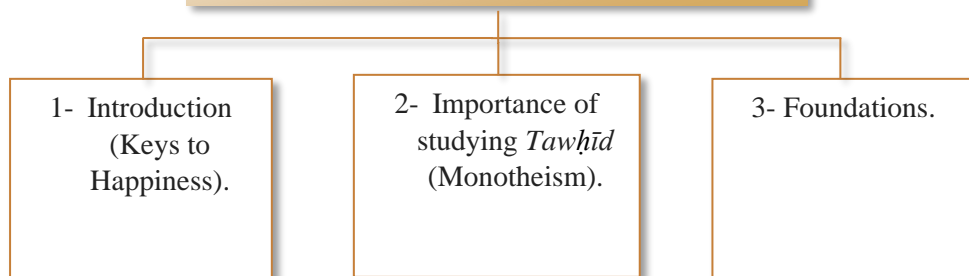 1- Introduction
(Keys to
Happiness).
2- Importance of
studying Tawḥīd
(Monotheism).
3- Foundations.